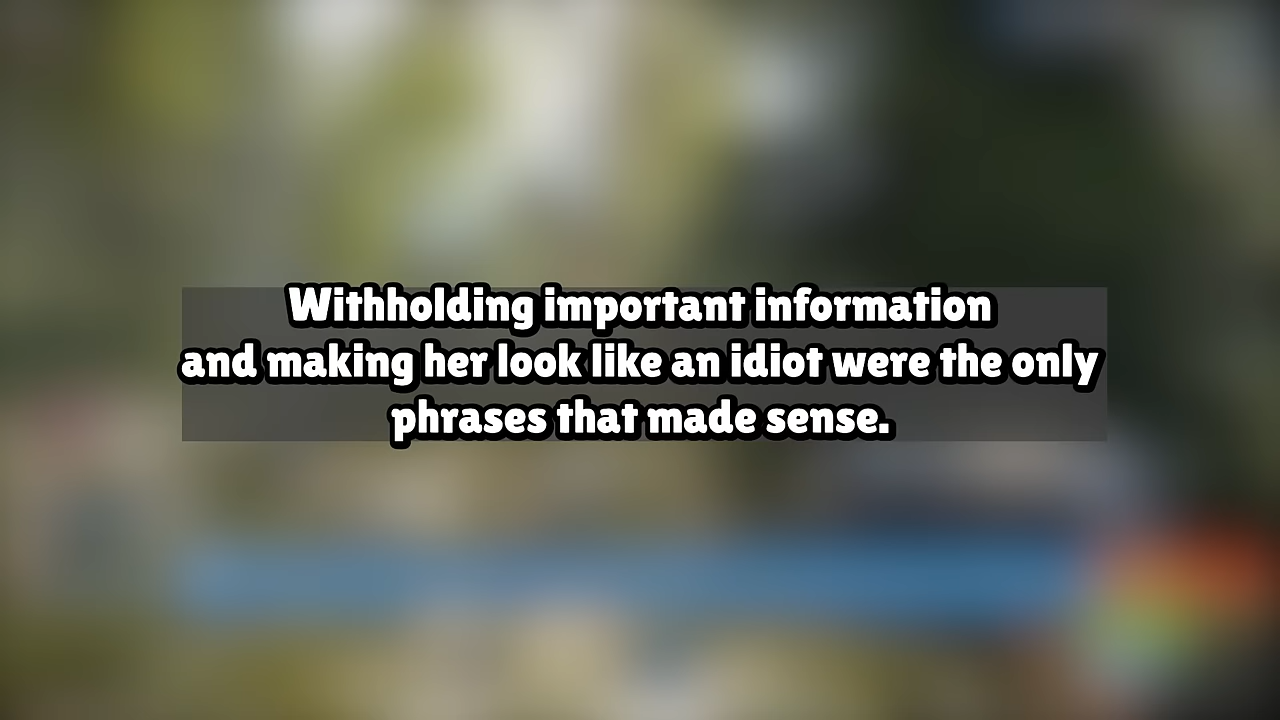 Withholding important information
and making her look like an idiot were the only
phrases that made sense.